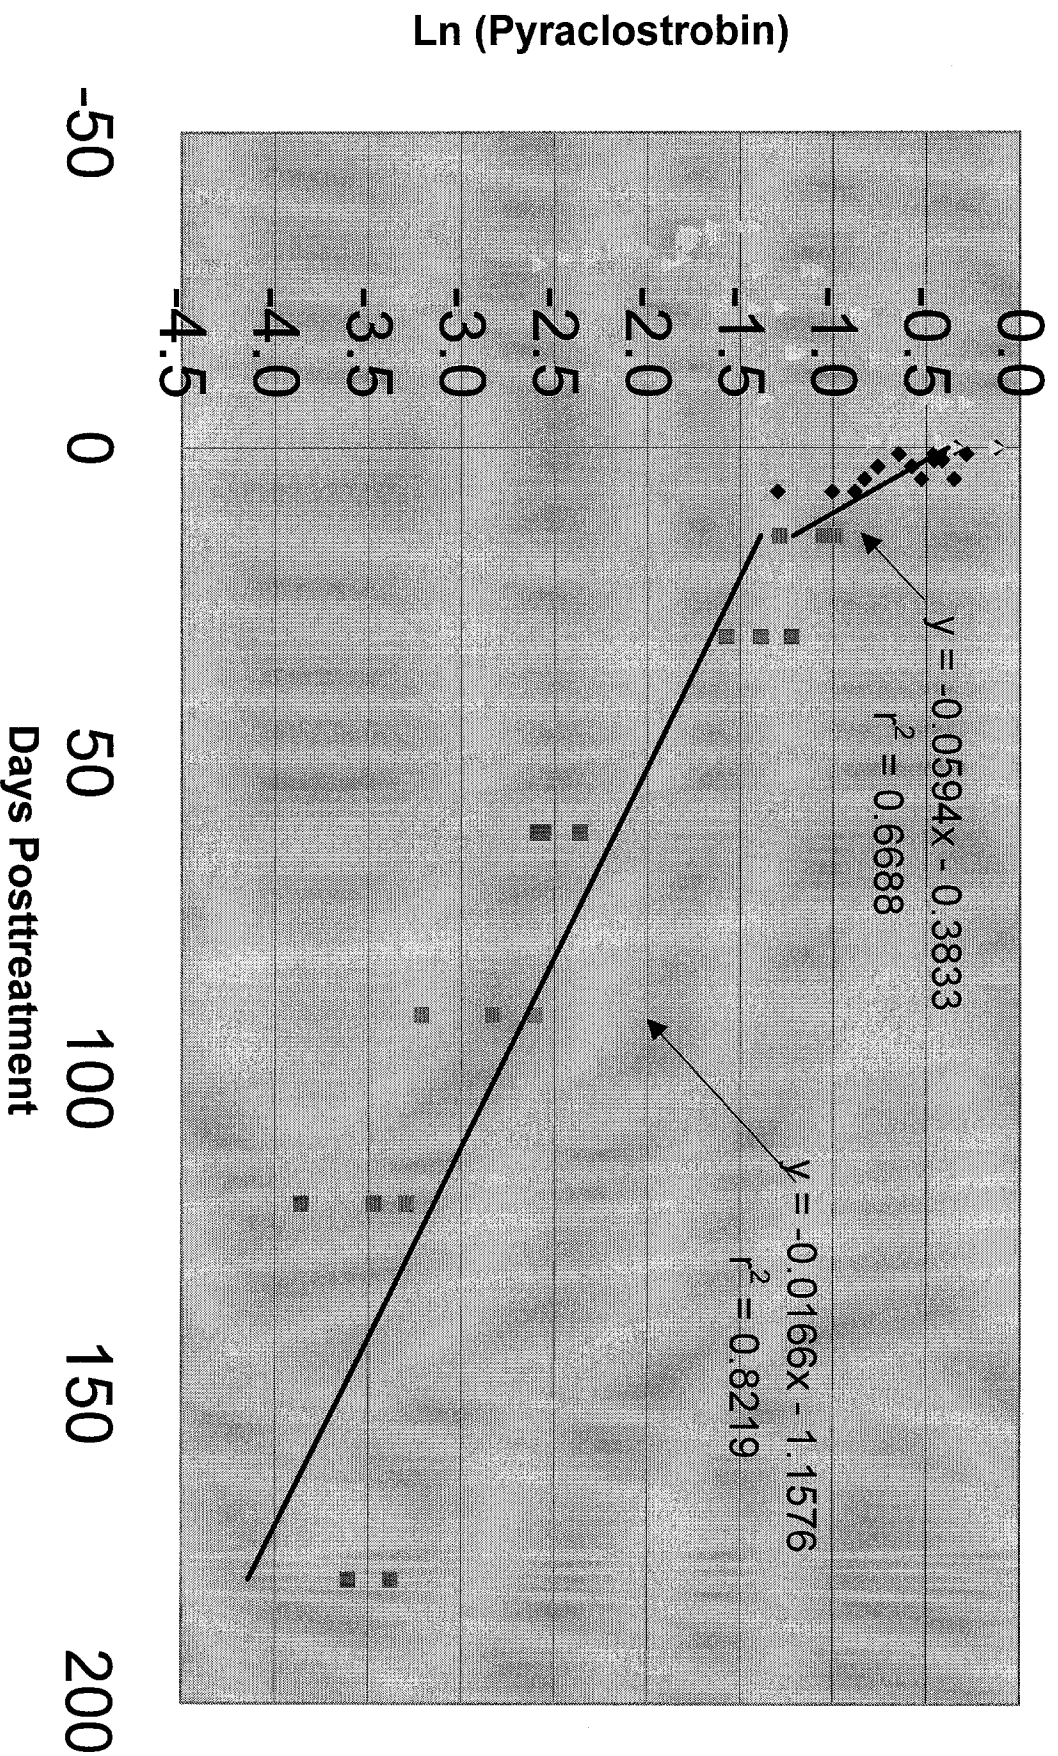 Ln (Pyraclostrobin)
0.0
-0.5
-1.0
-1.5
-2.0
-2.5
-3.0
-3.5
-4.0
-4.5
y = -0.0594x - 0.3833
r² = 0.6688
y = -0.0166x - 1.1576
r² = 0.8219
-50 0 50 100 150 200
Days Posttreatment